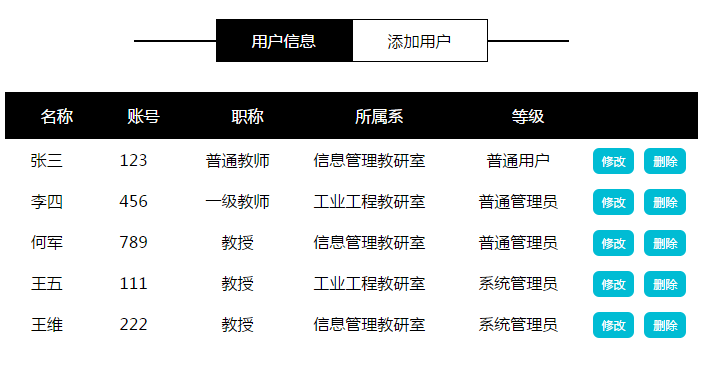 用户信息 添加用户
名称 账号 职称 所属系 等级
张三 123 普通教师 信息管理教研室 普通用户 修改 删除
李四 456 一级教师 工业工程教研室 普通管理员 修改 删除
何军 789 教授 信息管理教研室 普通管理员 修改 删除
王五 111 教授 工业工程教研室 系统管理员 修改 删除
王维 222 教授 信息管理教研室 系统管理员 修改 删除